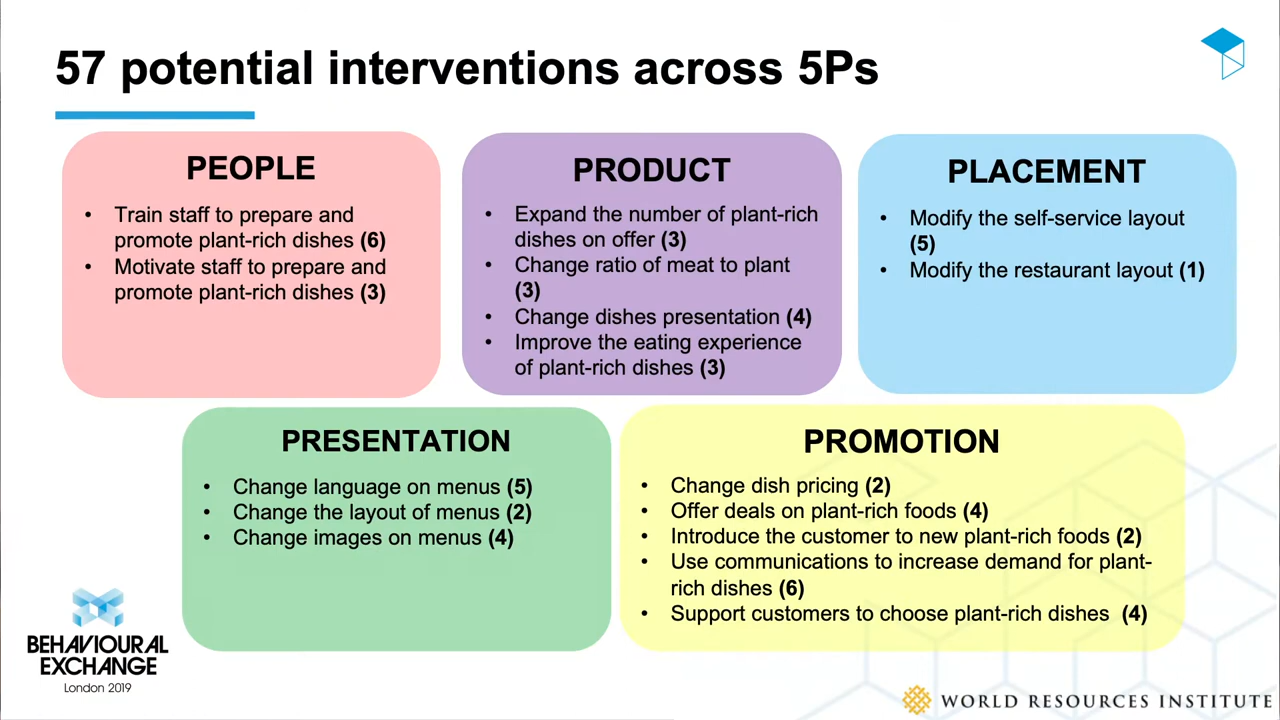 57 potential interventions across 5Ps
PEOPLE
• Train staff to prepare and
promote plant-rich dishes (6)
• Motivate staff to prepare and
promote plant-rich dishes (3)
PRODUCT
• Expand the number of plant-rich
dishes on offer (3)
• Change ratio of meat to plant
(3)
• Change dishes presentation (4)
• Improve the eating experience
of plant-rich dishes (3)
PLACEMENT
• Modify the self-service layout
(5)
• Modify the restaurant layout (1)
PRESENTATION
• Change language on menus (5)
• Change the layout of menus (2)
• Change images on menus (4)
PROMOTION
• Change dish pricing (2)
• Offer deals on plant-rich foods (4)
• Introduce the customer to new plant-rich foods (2)
• Use communications to increase demand for plant-
rich dishes (6)
• Support customers to choose plant-rich dishes (4)
BEHAVIOURAL
EXCHANGE
London 2019
WORLD RESOURCES INSTITUTE